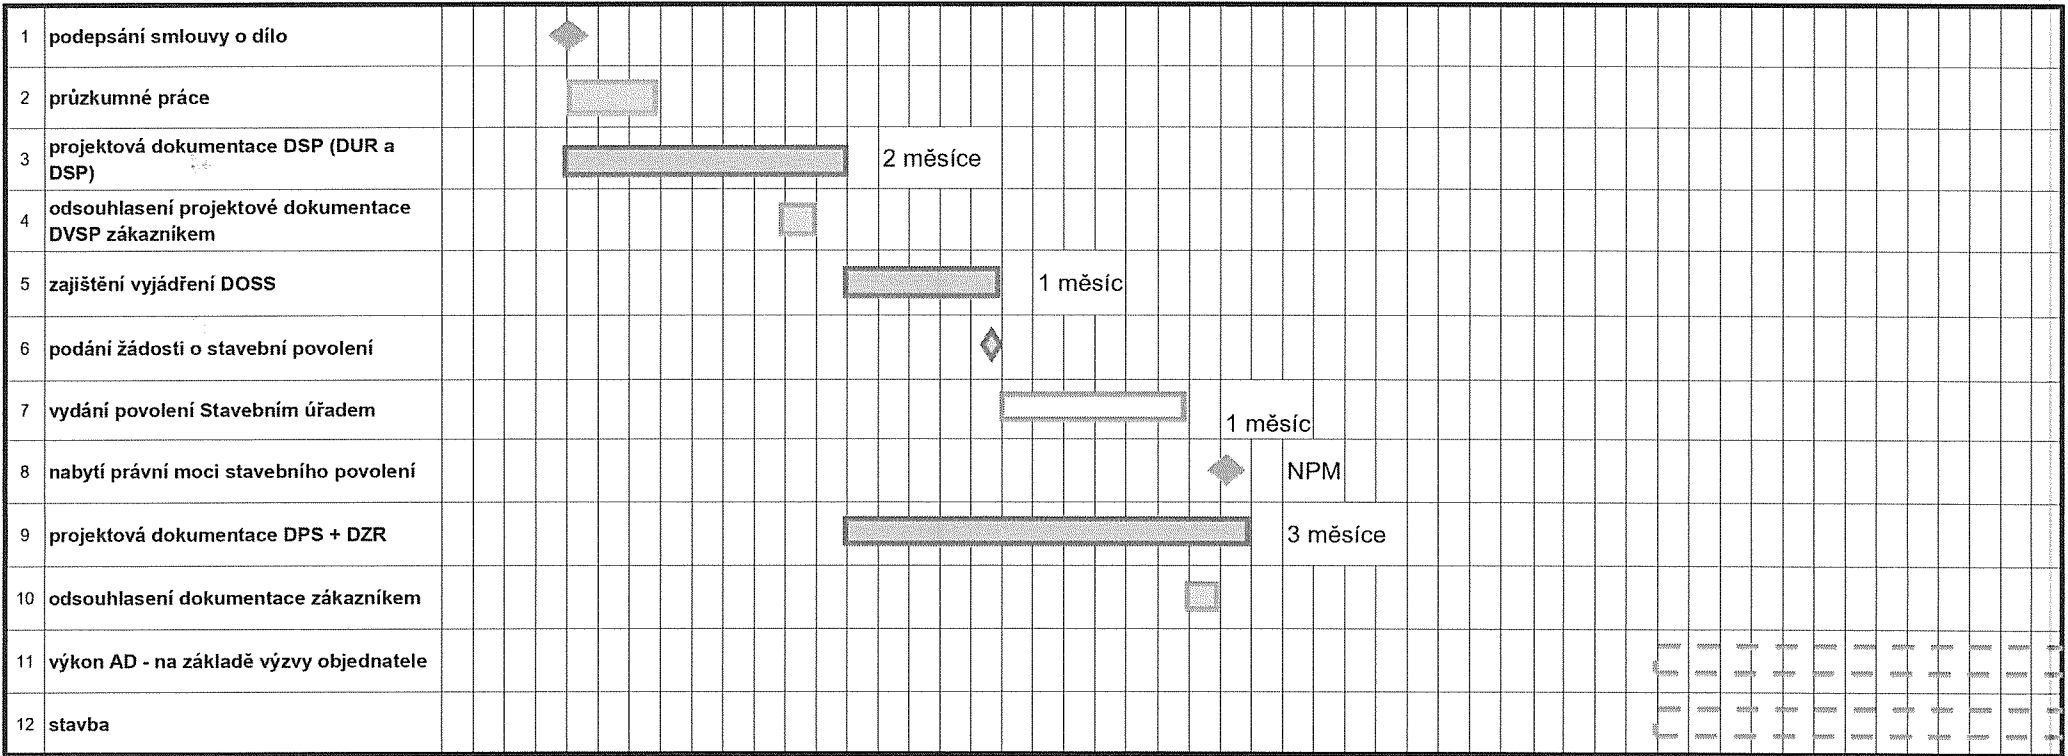 1 podepsání smlouvy o dílo
2 průzkumné práce
3 projektová dokumentace DSP (DUR a
DSP)
2 měsíce
4 odsouhlasení projektové dokumentace
DVSP zákazníkem
5 zajištění vyjádření DOSS
1 měsíc
6 podání žádosti o stavební povolení
7 vydání povolení Stavebním úřadem
1 měsíc
8 nabytí právní moci stavebního povolení
NPM
9 projektová dokumentace DPS + DZR
3 měsíce
10 odsouhlasení dokumentace zákazníkem
11 výkon AD - na základě výzvy objednatele
12 stavba